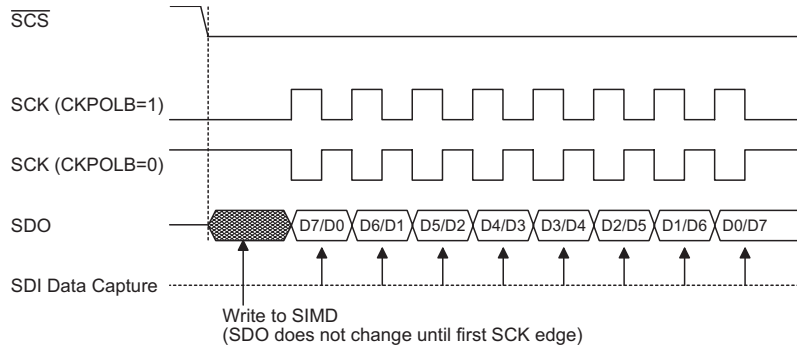 SCS
SCK (CKPOLB=1)
SCK (CKPOLB=0)
SDO D7/D0 D6/D1 D5/D2 D4/D3 D3/D4 D2/D5 D1/D6 D0/D7
SDI Data Capture
Write to SIMD
(SDO does not change until first SCK edge)